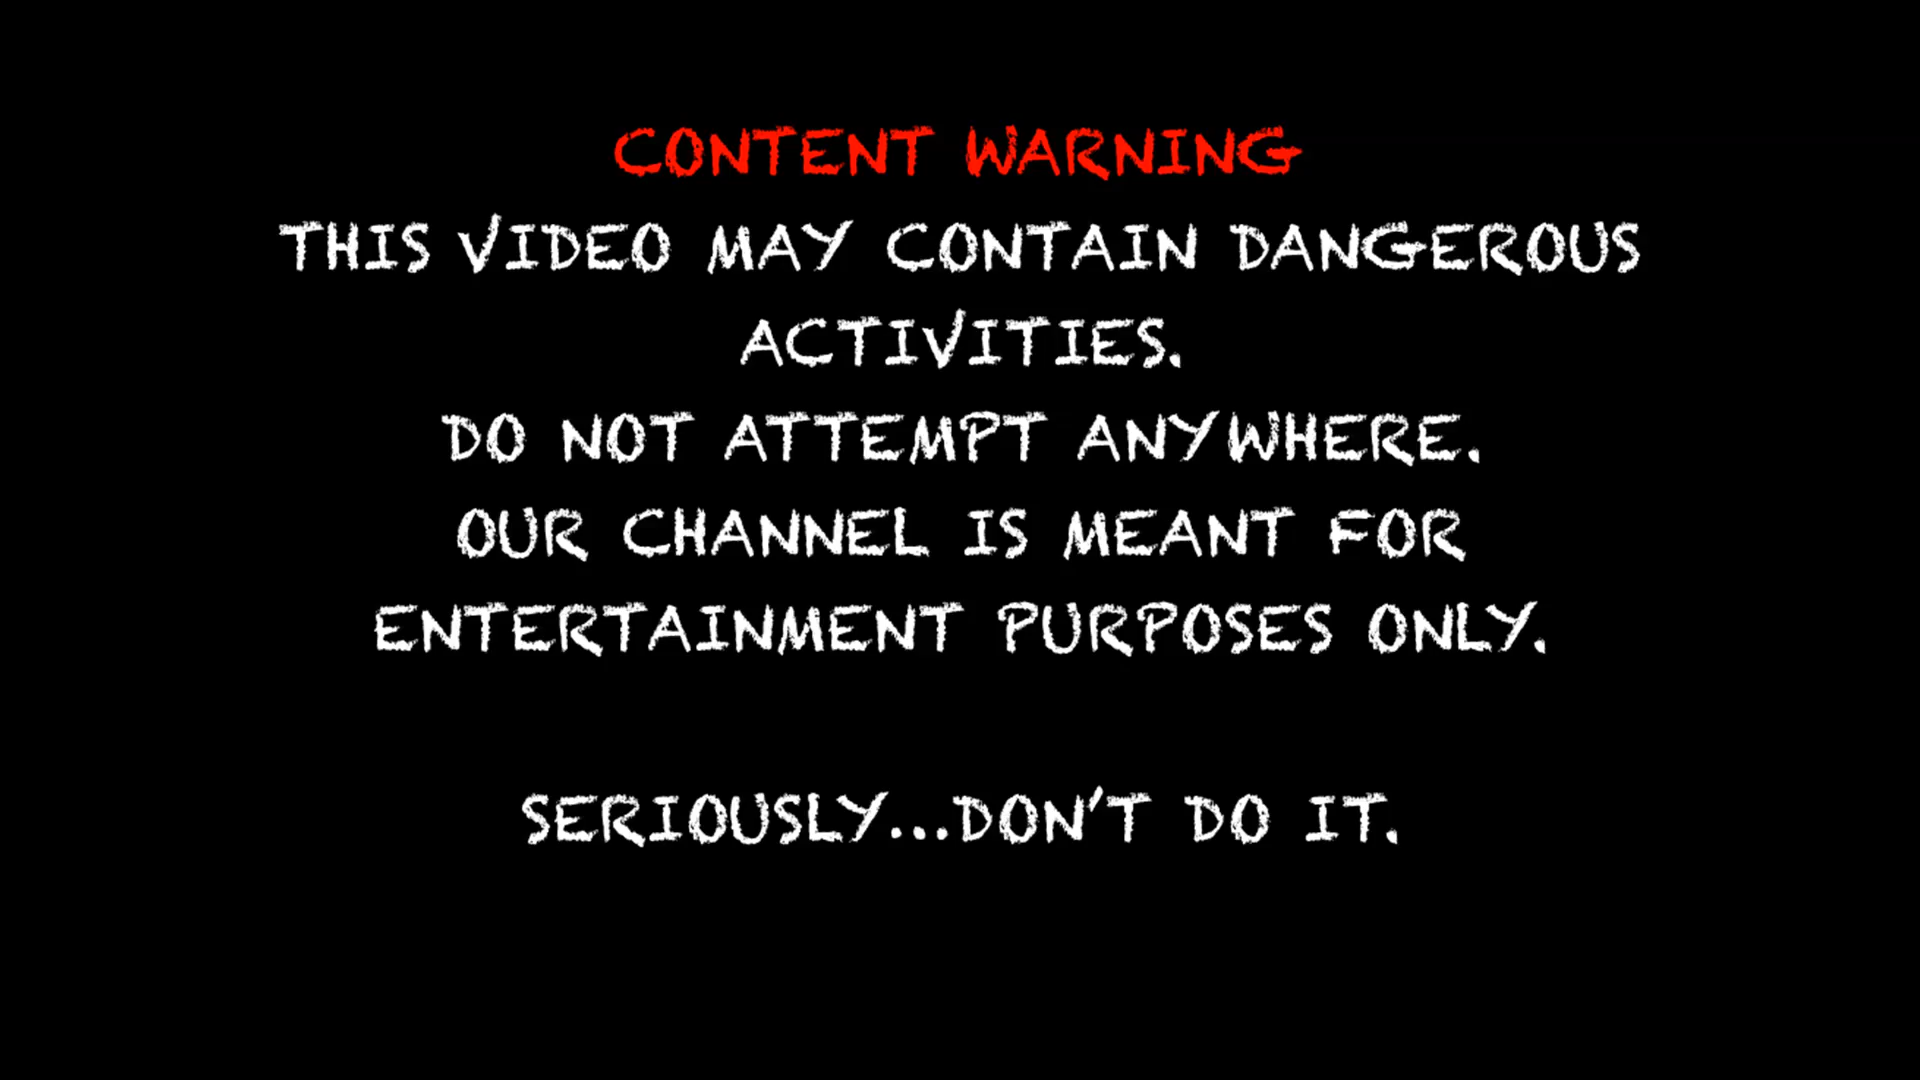 CONTENT WARNING
THIS VIDEO MAY CONTAIN DANGEROUS
ACTIVITIES.
DO NOT ATTEMPT ANYWHERE.
OUR CHANNEL IS MEANT FOR
ENTERTAINMENT PURPOSES ONLY.
SERIOUSLY...DON'T DO IT.